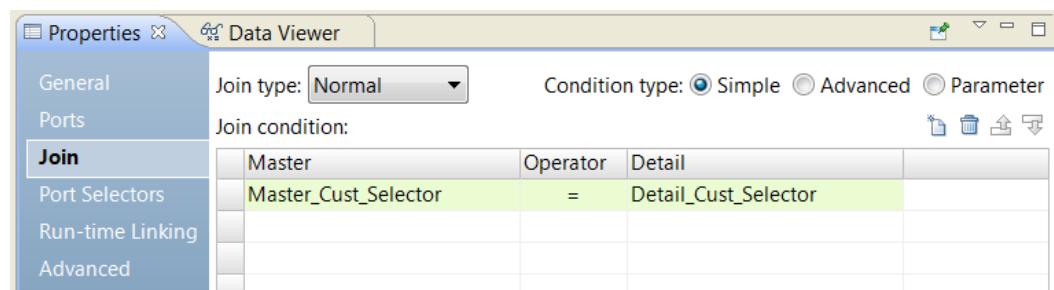 Properties Data Viewer
General
Join type: Normal Condition type: Simple Advanced Parameter
Ports
Join condition:
Join
Master Operator Detail
Port Selectors
Master_Cust_Selector = Detail_Cust_Selector
Run-time Linking
Advanced